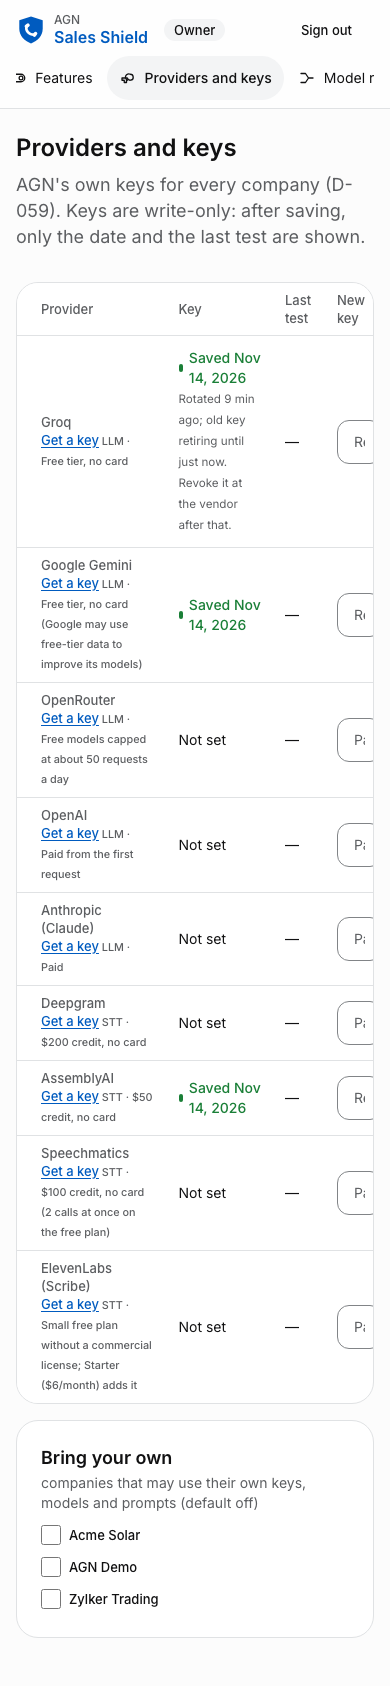 AGN
Sales Shield
Owner
Sign out
Features
Providers and keys
Model r
Providers and keys
AGN's own keys for every company (D-
059). Keys are write-only: after saving,
only the date and the last test are shown.
Provider
Key
Last
test
New
key
Groq
Get a key LLM ·
Free tier, no card
Saved Nov
14, 2026
Rotated 9 min
ago; old key
retiring until
just now.
Revoke it at
the vendor
after that.
—
Re
Google Gemini
Get a key LLM ·
Free tier, no card
(Google may use
free-tier data to
improve its models)
Saved Nov
14, 2026
—
Re
OpenRouter
Get a key LLM ·
Free models capped
at about 50 requests
a day
Not set
—
Pa
OpenAI
Get a key LLM ·
Paid from the first
request
Not set
—
Pa
Anthropic
(Claude)
Get a key LLM ·
Paid
Not set
—
Pa
Deepgram
Get a key STT ·
$200 credit, no card
Not set
—
Pa
AssemblyAI
Get a key STT · $50
credit, no card
Saved Nov
14, 2026
—
Re
Speechmatics
Get a key STT ·
$100 credit, no card
(2 calls at once on
the free plan)
Not set
—
Pa
ElevenLabs
(Scribe)
Get a key STT ·
Small free plan
without a commercial
license; Starter
($6/month) adds it
Not set
—
Pa
Bring your own
companies that may use their own keys,
models and prompts (default off)
Acme Solar
AGN Demo
Zylker Trading